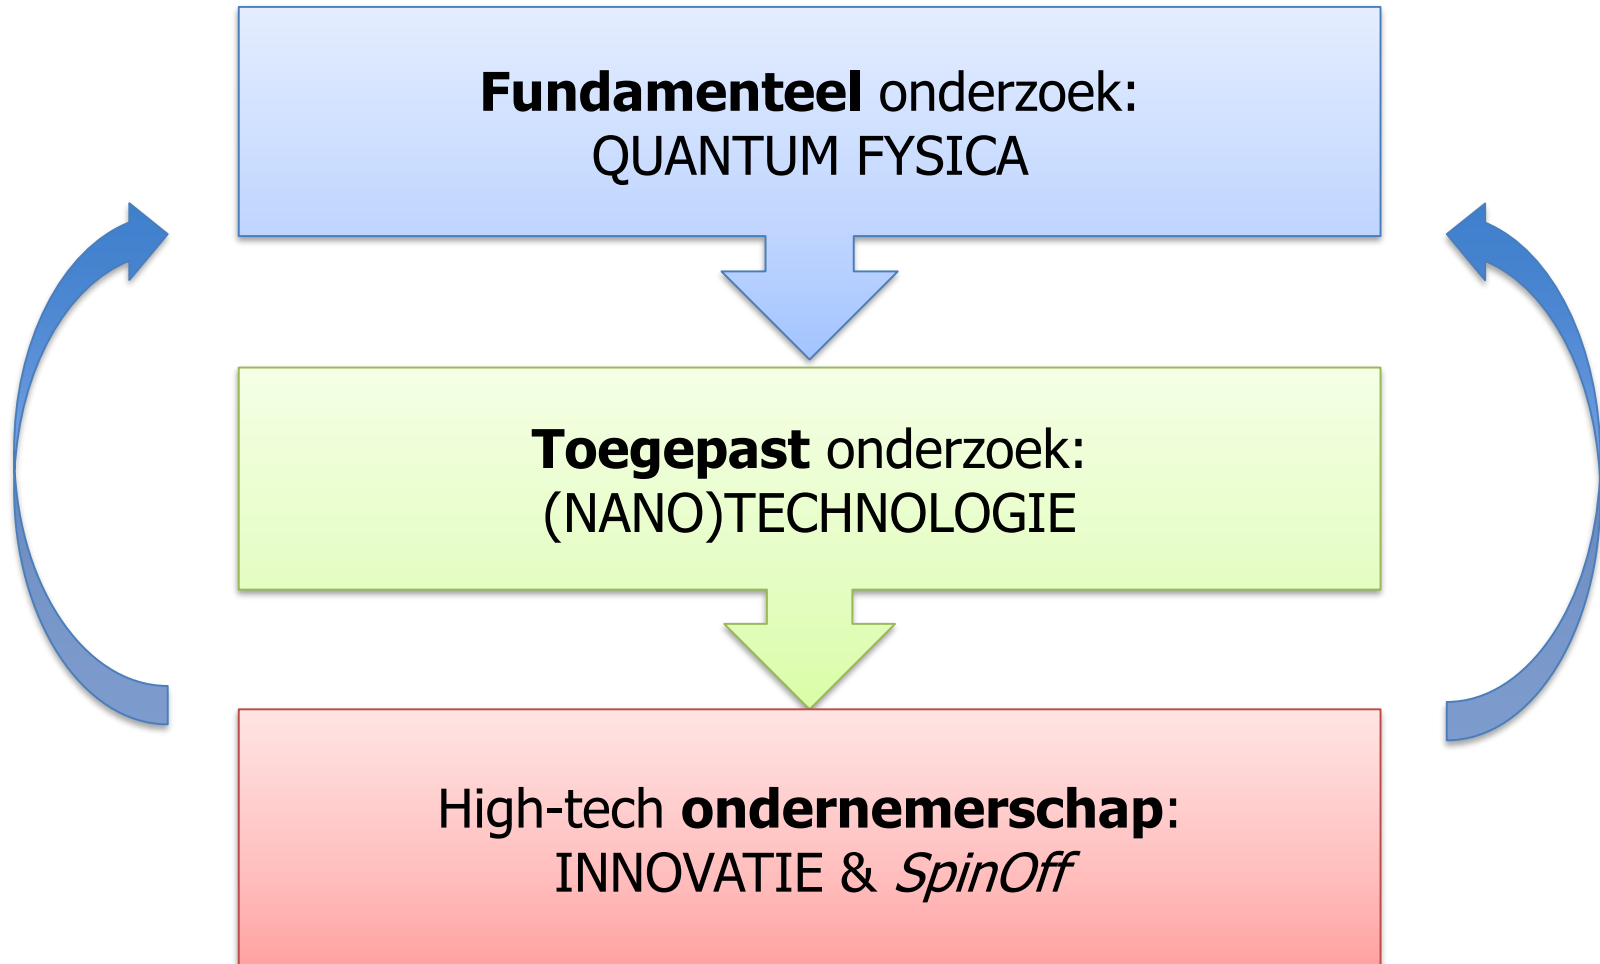 Fundamenteel onderzoek:
QUANTUM FYSICA
Toegepast onderzoek:
(NANO)TECHNOLOGIE
High-tech ondernemerschap:
INNOVATIE & SpinOff